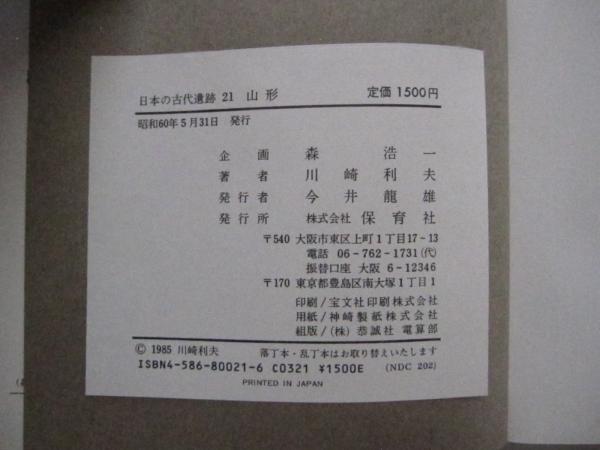 日本の古代遺跡 21 山形 定価 1500円
昭和60年5月31日 発行
企画 森浩一
著者 川崎利夫
発行者 今井龍雄
発行所 株式会社 保育社
〒540 大阪市東区上町1丁目17-13
電話 06-762-1731(代)
振替口座 大阪 6-12346
〒170 東京都豊島区南大塚1丁目1
印刷/宝文社印刷株式会社
用紙/神崎製紙株式会社
組版/(株)恭誠社 電算部
© 1985 川崎利夫 落丁本・乱丁本はお取り替えいたします
ISBN4-586-80021-6 C0321 ¥1500E (NDC 202)
PRINTED IN JAPAN